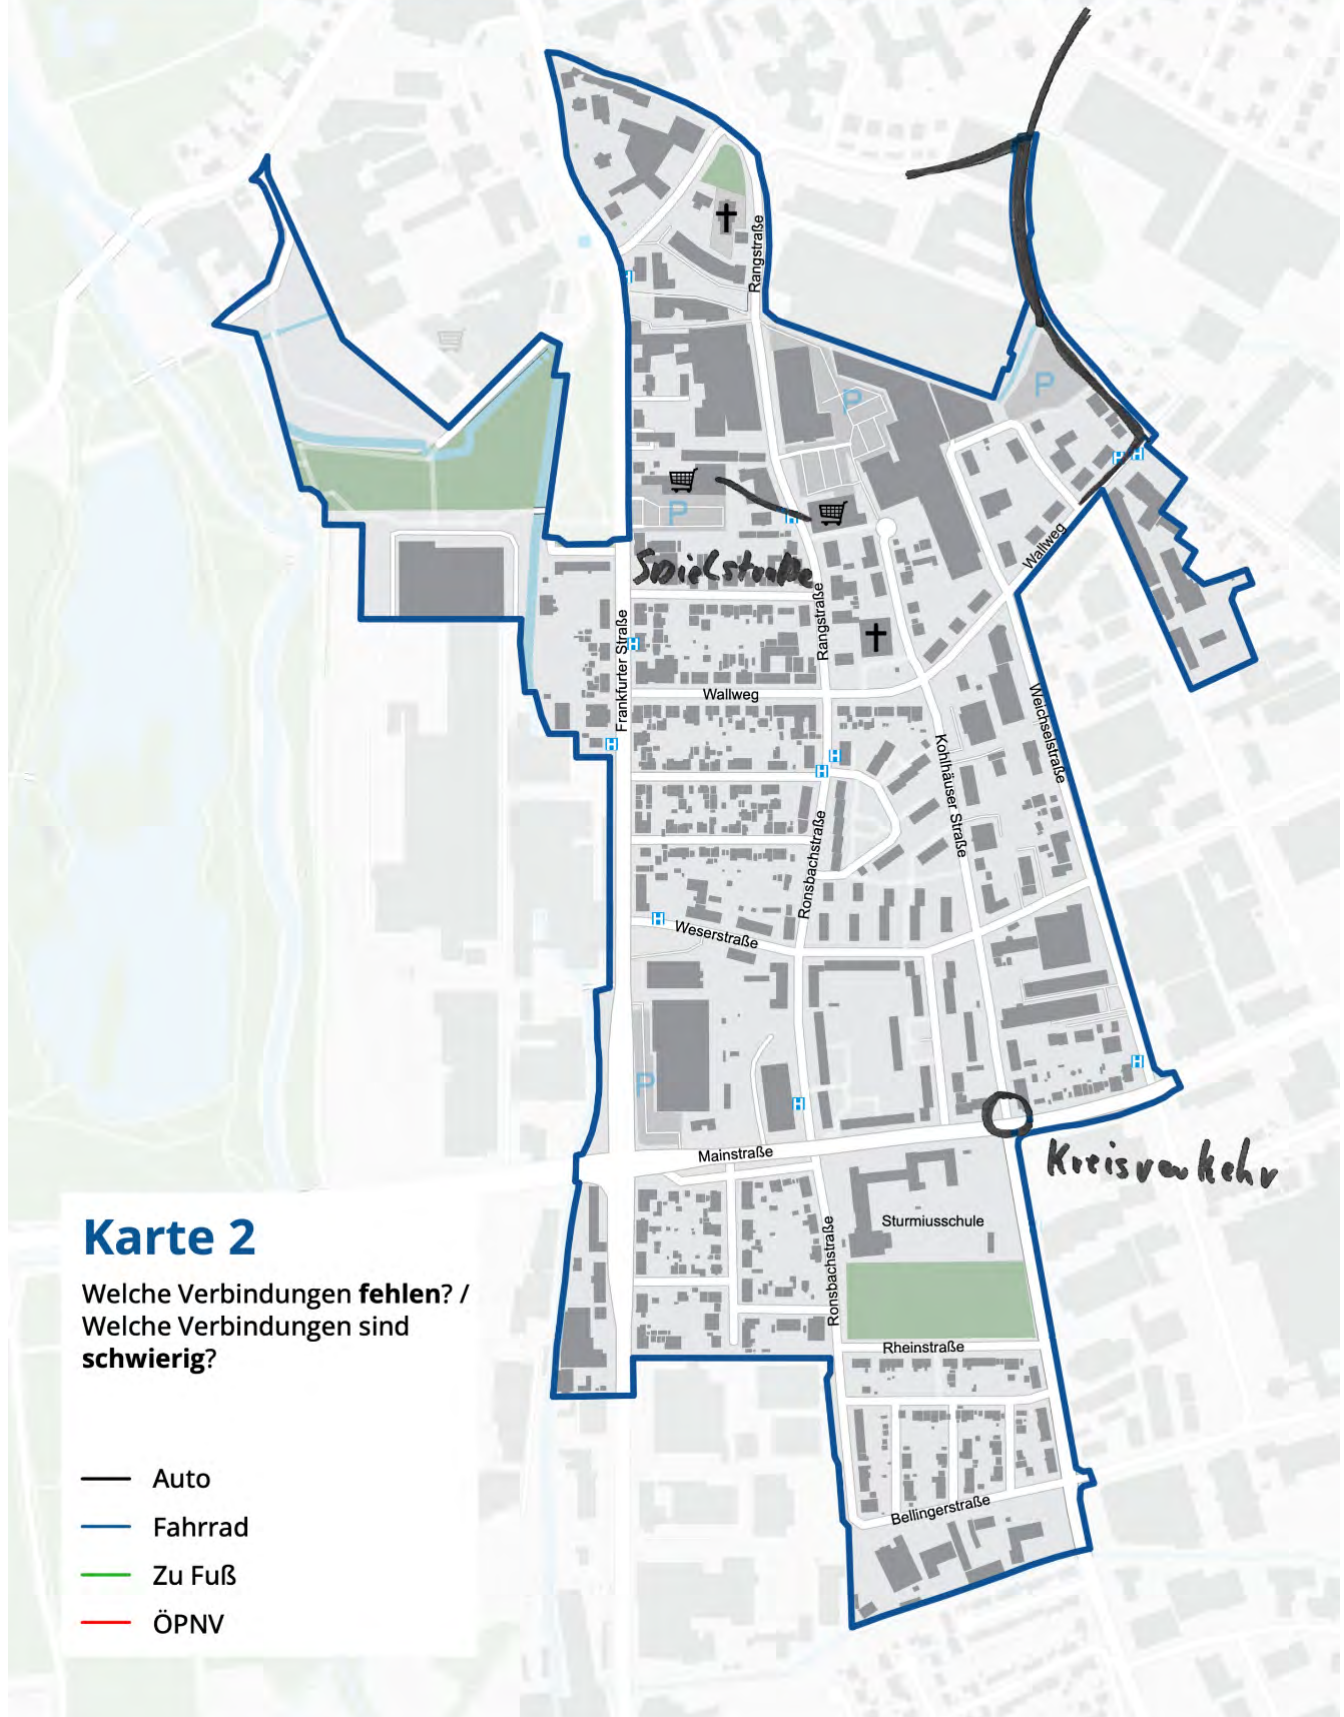 Rangstraße
P
P
H
P H
P
H
Wallweg
Spielstraße
Rangstraße
Frankfurter Straße
H
Wallweg
Weichselstraße
H
H
H
Kohlhäuser Straße
Ronsbachstraße
H
Weserstraße
H
P
H
Mainstraße
Kreisverkehr
Sturmiusschule
Ronsbachstraße
Rheinstraße
Bellingerstraße
Karte 2
Welche Verbindungen fehlen? /
Welche Verbindungen sind
schwierig?
Auto
Fahrrad
Zu Fuß
ÖPNV